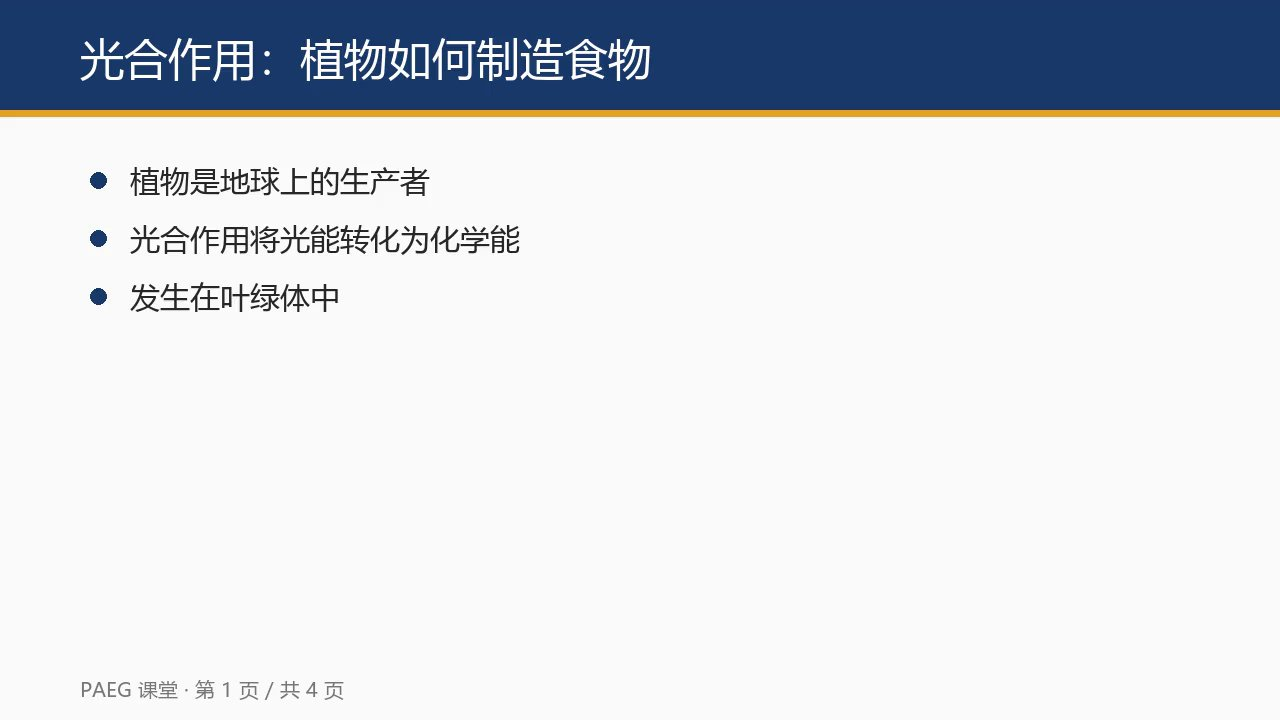 光合作用：植物如何制造食物
植物是地球上的生产者
光合作用将光能转化为化学能
发生在叶绿体中
PAEG 课堂 · 第 1 页 / 共 4 页